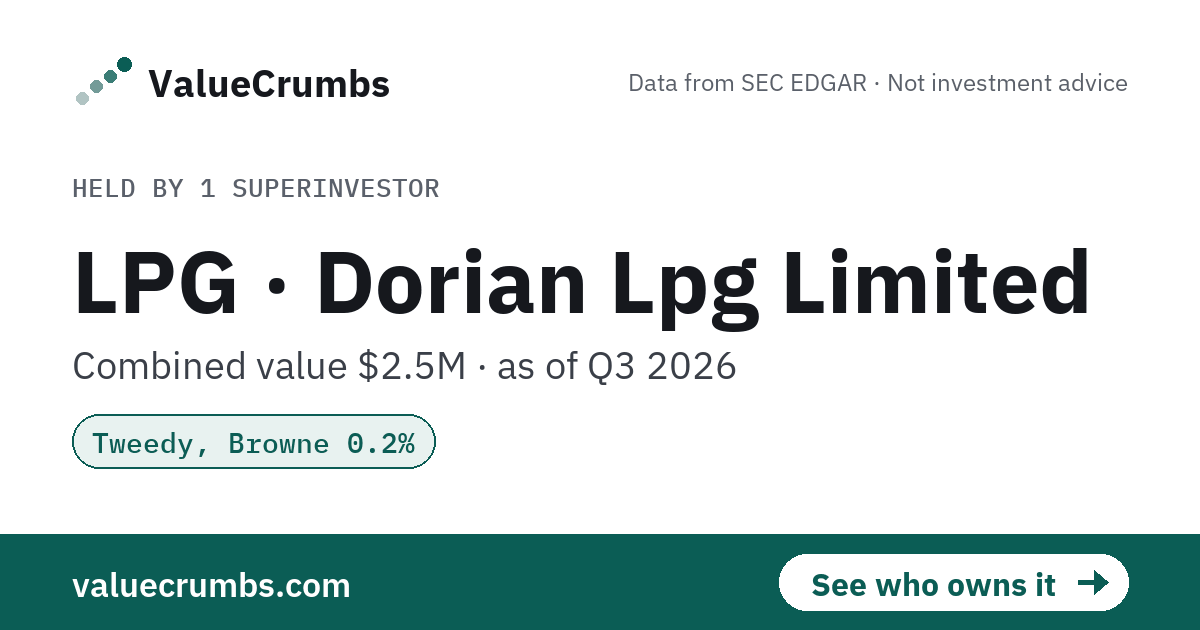 ValueCrumbs
Data from SEC EDGAR · Not investment advice
HELD BY 1 SUPERINVESTOR
LPG · Dorian Lpg Limited
Combined value $2.5M · as of Q3 2026
Tweedy, Browne 0.2%
valuecrumbs.com
See who owns it →